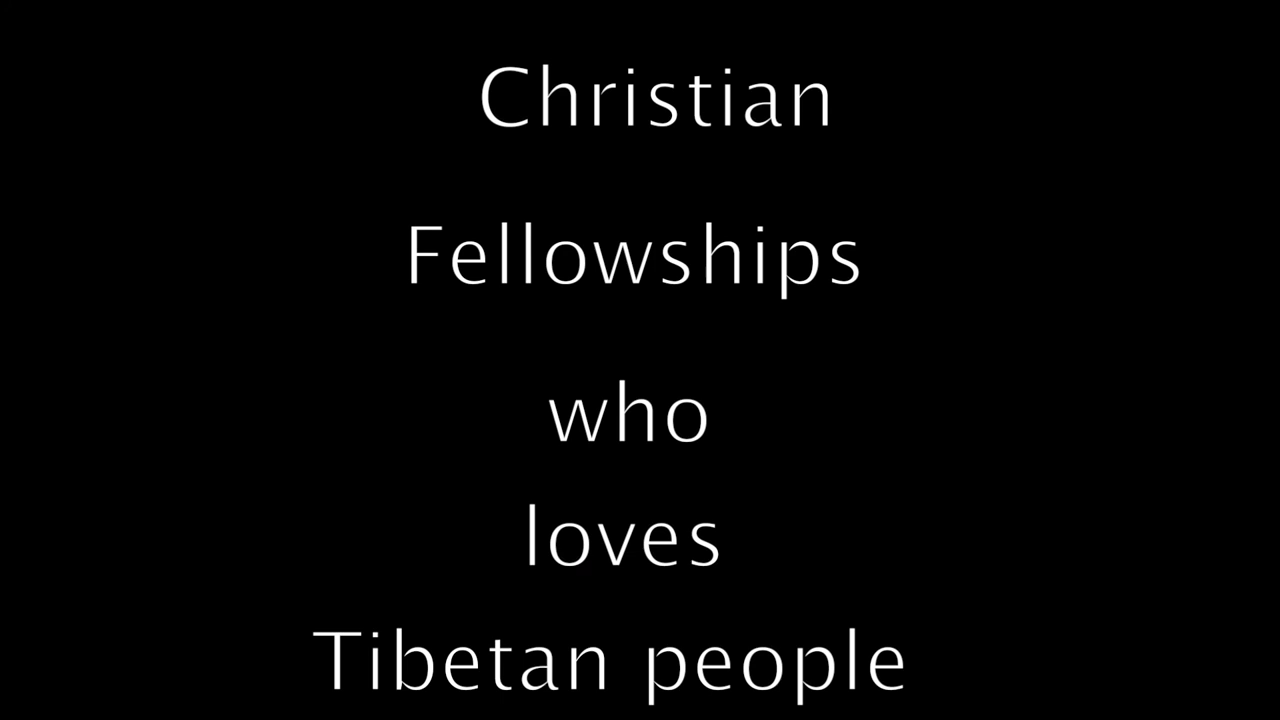 Christian
Fellowships
who
loves
Tibetan people